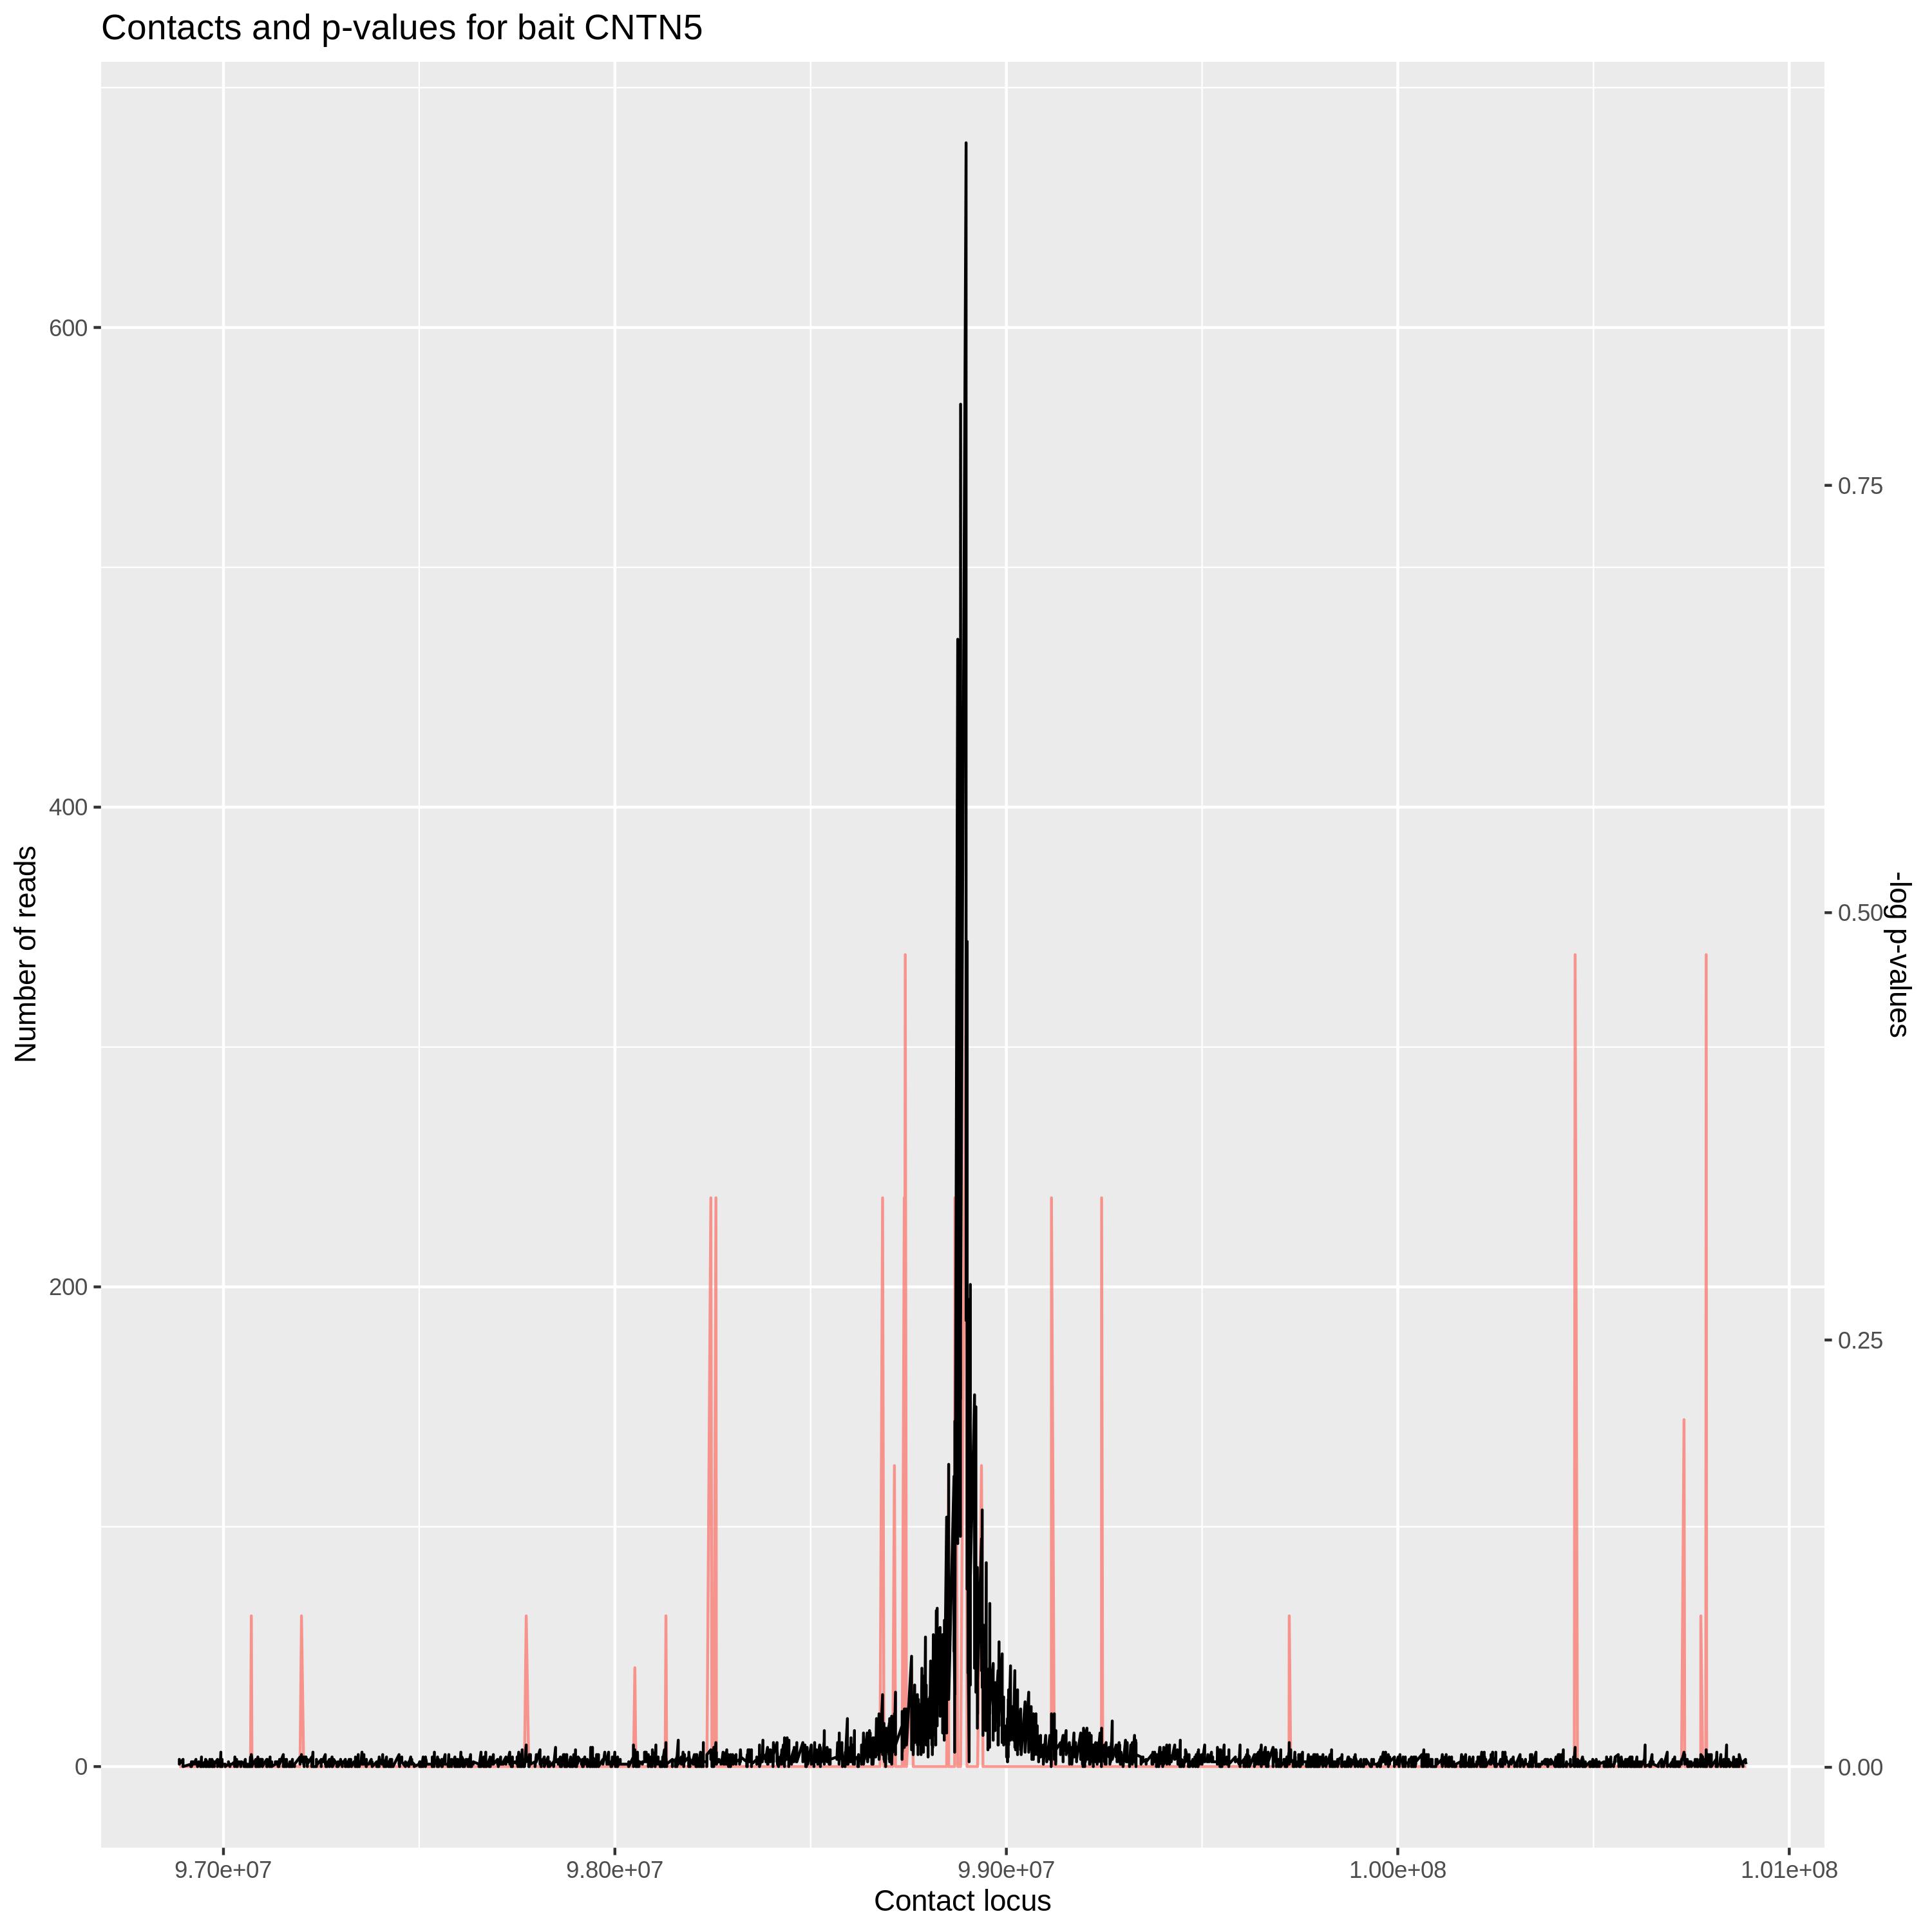 Contacts and p-values for bait CNTN5
600
400
200
0
Number of reads
0.75
0.50
0.25
0.00
-log p-values
9.70e+07
9.80e+07
9.90e+07
1.00e+08
1.01e+08
Contact locus